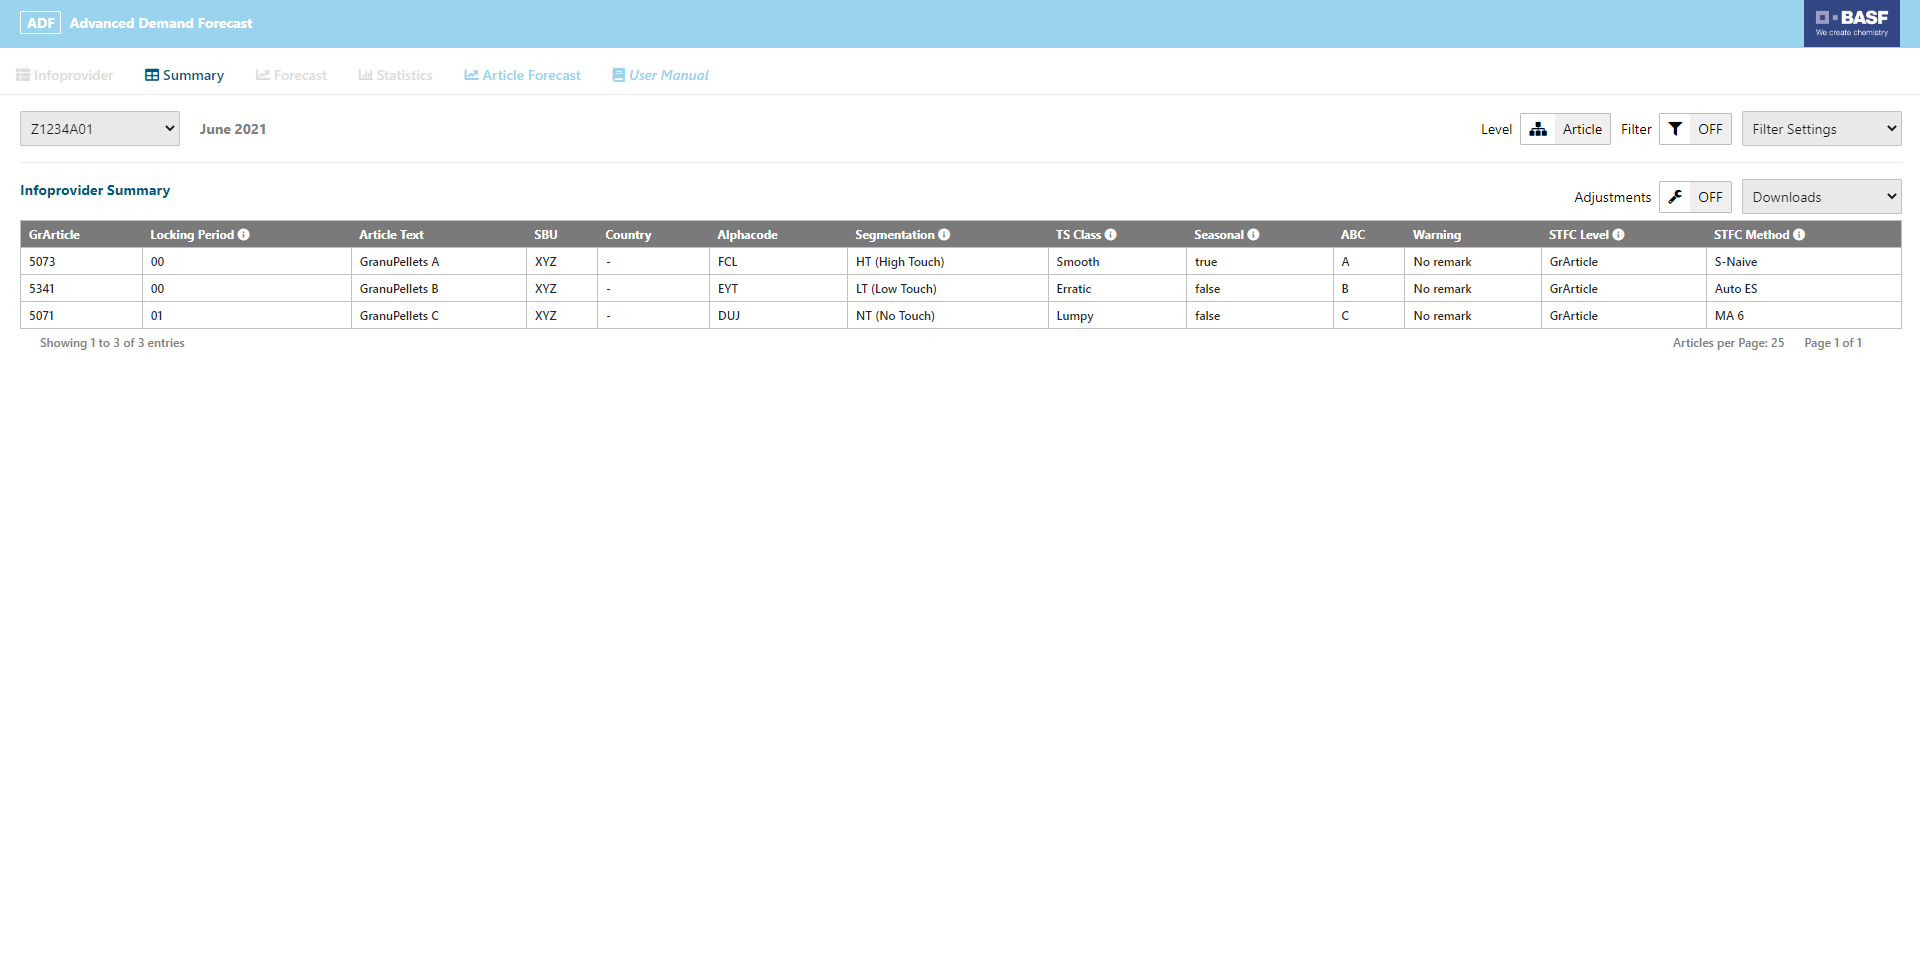 ADF Advanced Demand Forecast
BASF
We create chemistry
Infoprovider Summary Forecast Statistics Article Forecast User Manual
Z1234A01 June 2021 Level Article Filter OFF Filter Settings
Infoprovider Summary
Adjustments OFF Downloads
GrArticle Locking Period Article Text SBU Country Alphacode Segmentation TS Class Seasonal ABC Warning STFC Level STFC Method
5073 00 GranuPellets A XYZ - FCL HT (High Touch) Smooth true A No remark GrArticle S-Naive
5341 00 GranuPellets B XYZ - EYT LT (Low Touch) Erratic false B No remark GrArticle Auto ES
5071 01 GranuPellets C XYZ - DUJ NT (No Touch) Lumpy false C No remark GrArticle MA 6
Showing 1 to 3 of 3 entries Articles per Page: 25 Page 1 of 1